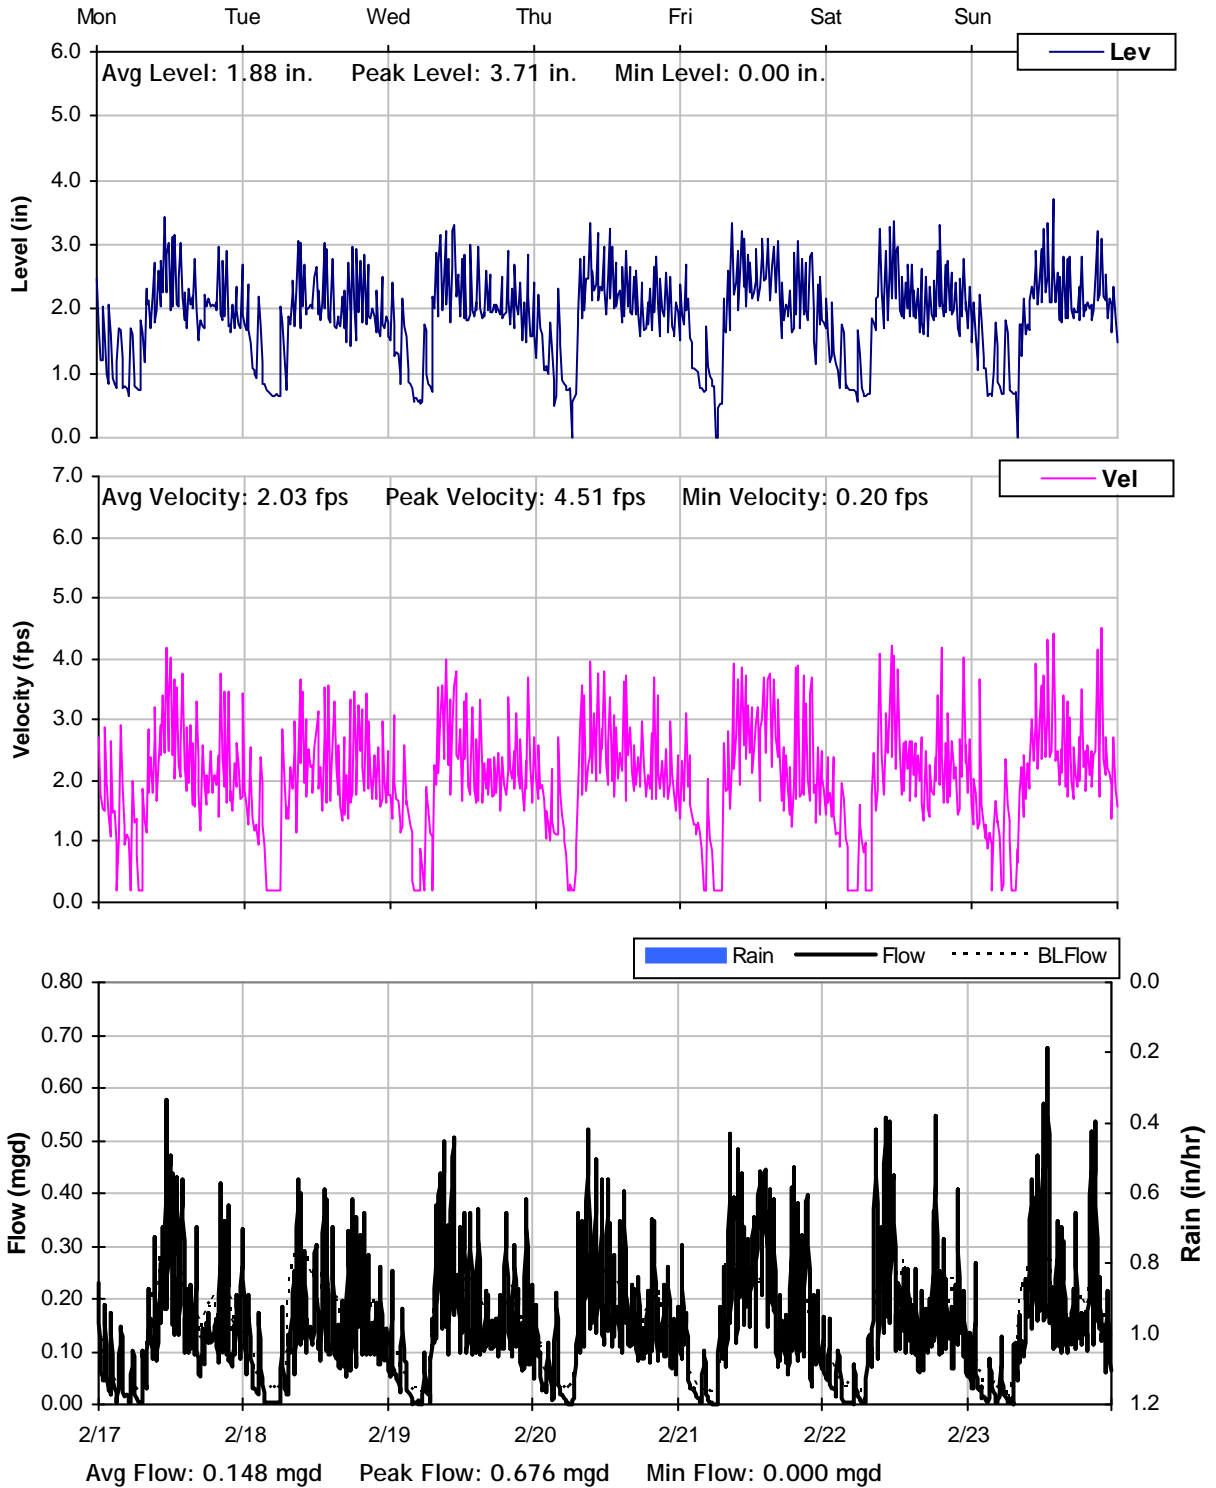 Mon Tue Wed Thu Fri Sat Sun
Lev
Avg Level: 1.88 in. Peak Level: 3.71 in. Min Level: 0.00 in.
6.0
5.0
4.0
3.0
2.0
1.0
0.0
Level (in)
Vel
Avg Velocity: 2.03 fps Peak Velocity: 4.51 fps Min Velocity: 0.20 fps
7.0
6.0
5.0
4.0
3.0
2.0
1.0
0.0
Velocity (fps)
Rain Flow BLFlow
0.80
0.70
0.60
0.50
0.40
0.30
0.20
0.10
0.00
Flow (mgd)
0.0
0.2
0.4
0.6
0.8
1.0
1.2
Rain (in/hr)
2/17 2/18 2/19 2/20 2/21 2/22 2/23
Avg Flow: 0.148 mgd Peak Flow: 0.676 mgd Min Flow: 0.000 mgd